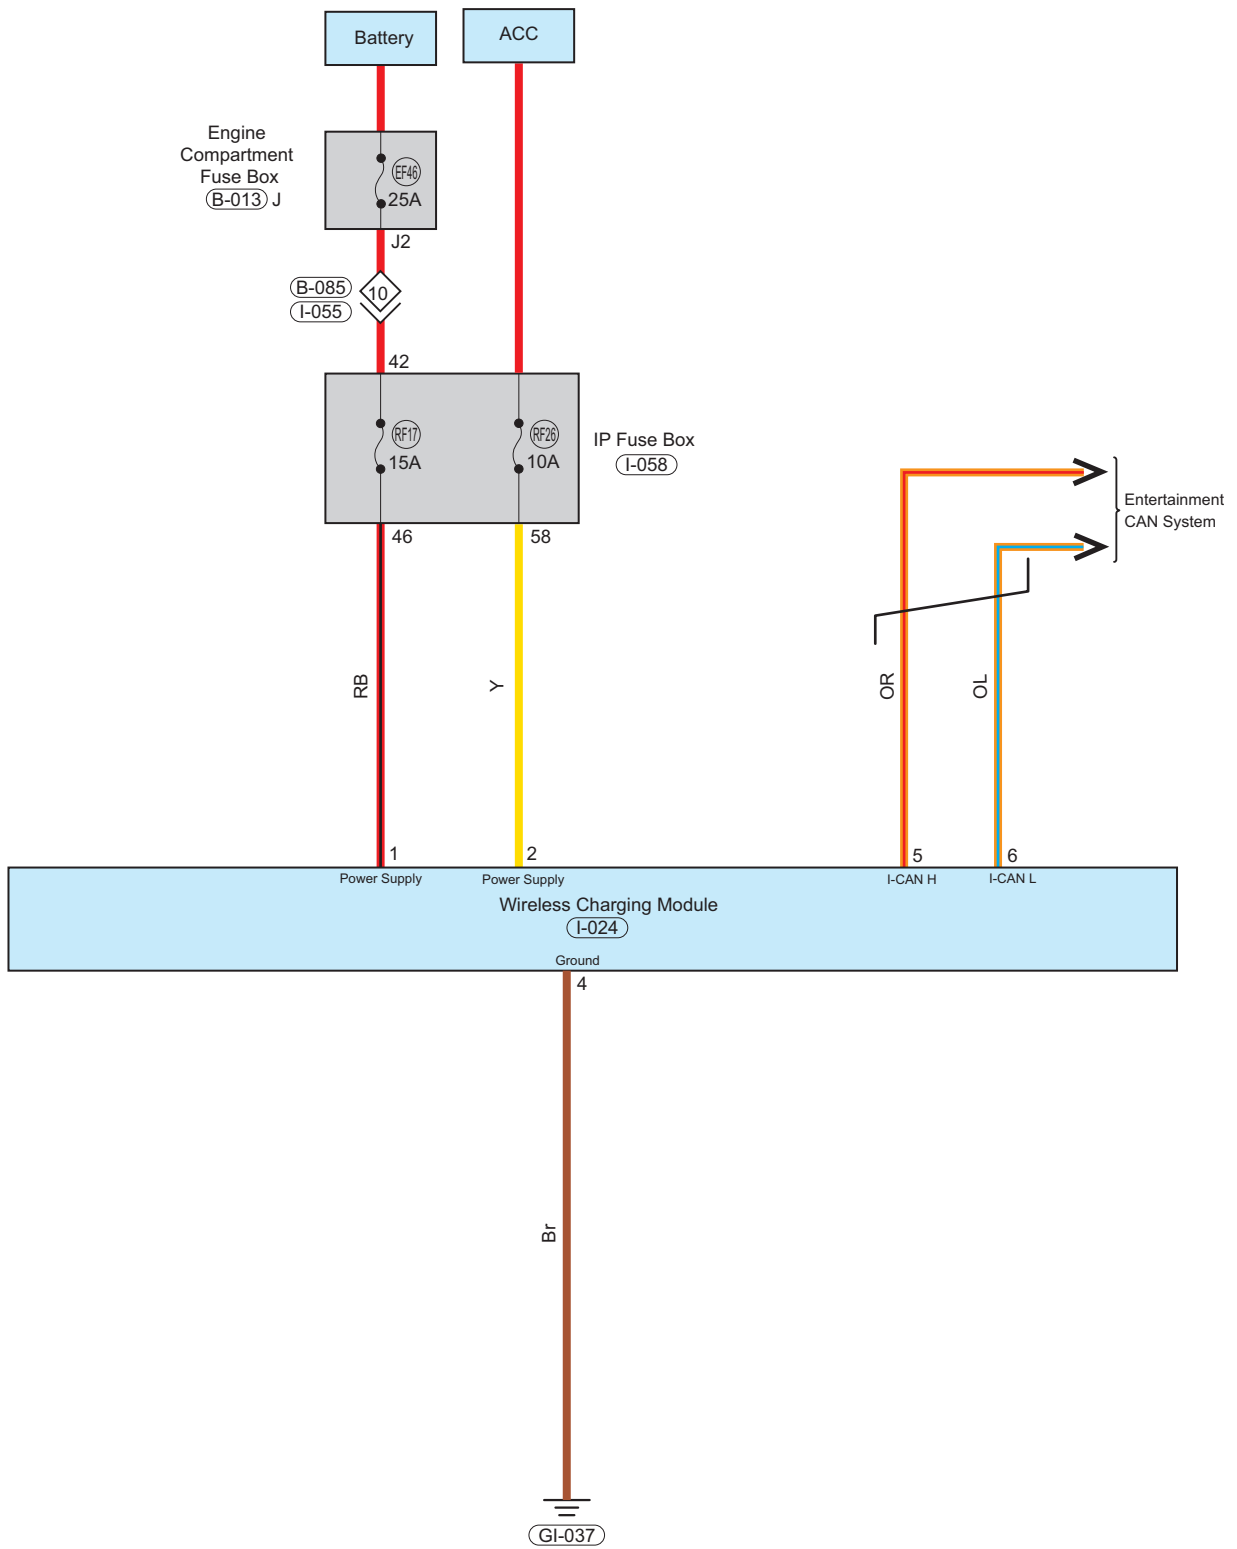 Battery
ACC
Engine
Compartment
Fuse Box
B-013 J
EF46
25A
J2
B-085
10
I-055
42
RF17
15A
RF26
10A
IP Fuse Box
I-058
46
58
Entertainment
CAN System
RB
Y
OR
OL
1
2
5
6
Power Supply
Power Supply
I-CAN H
I-CAN L
Wireless Charging Module
I-024
Ground
4
Br
GI-037